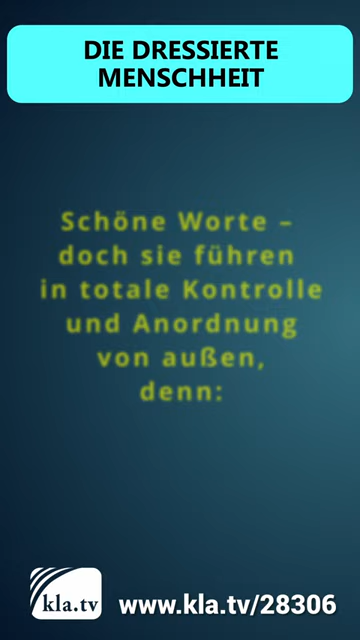 DIE DRESSIERTE
MENSCHHEIT
Schöne Worte –
doch sie führen
in totale Kontrolle
und Anordnung
von außen,
denn:
kla.tv
www.kla.tv/28306